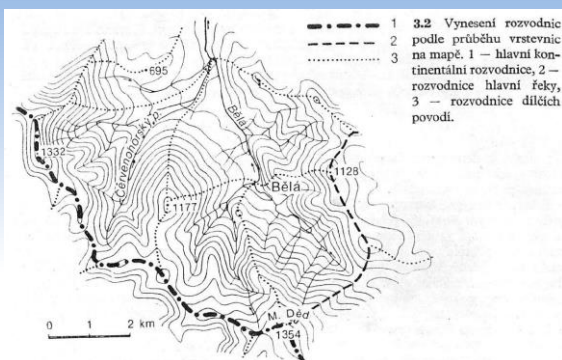 1
2
3
3.2 Vynesení rozvodnic
podle průběhu vrstevnic
na mapě. 1 — hlavní kon-
tinentální rozvodnice, 2 —
rozvodnice hlavní řeky,
3 — rozvodnice dílčích
povodí.
695
Bělá
Červenohorský p.
1332
1128
Bělá
1177
M. Děd
1354
0 1 2 km